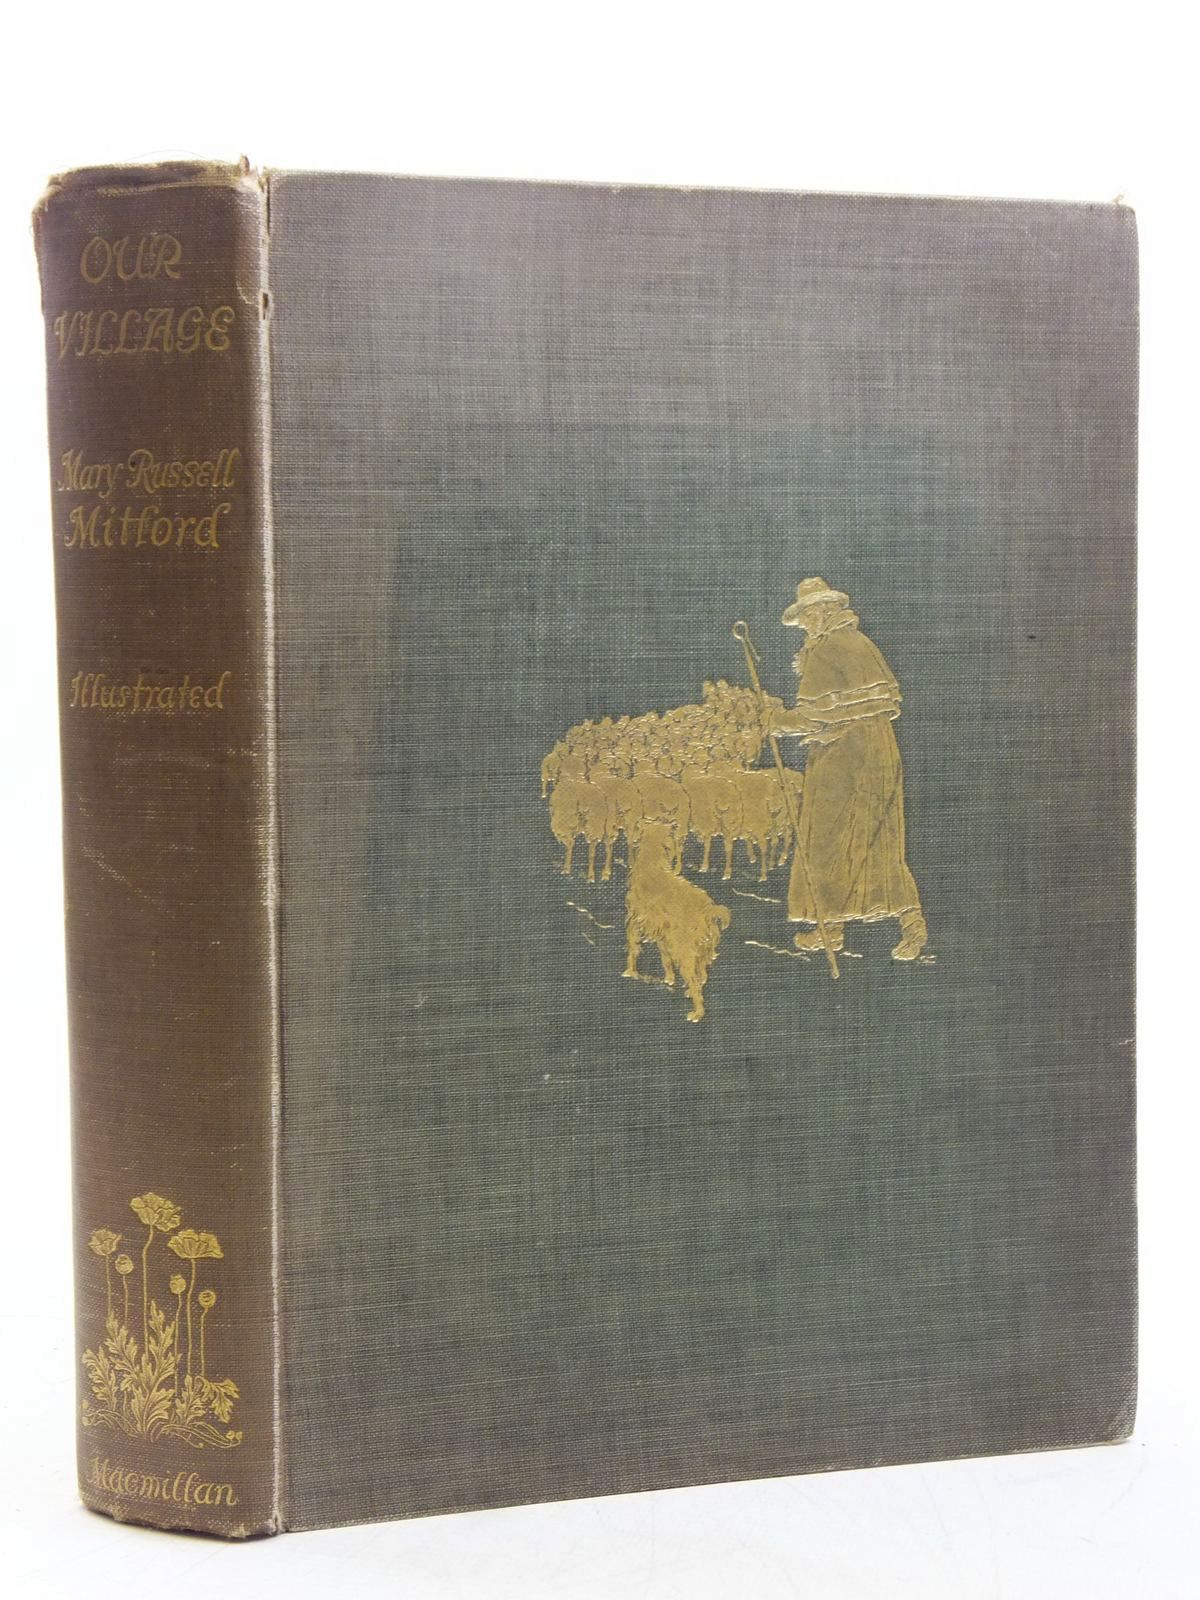 OUR
VILLAGE
Mary Russell
Mitford
Illustrated
Macmillan